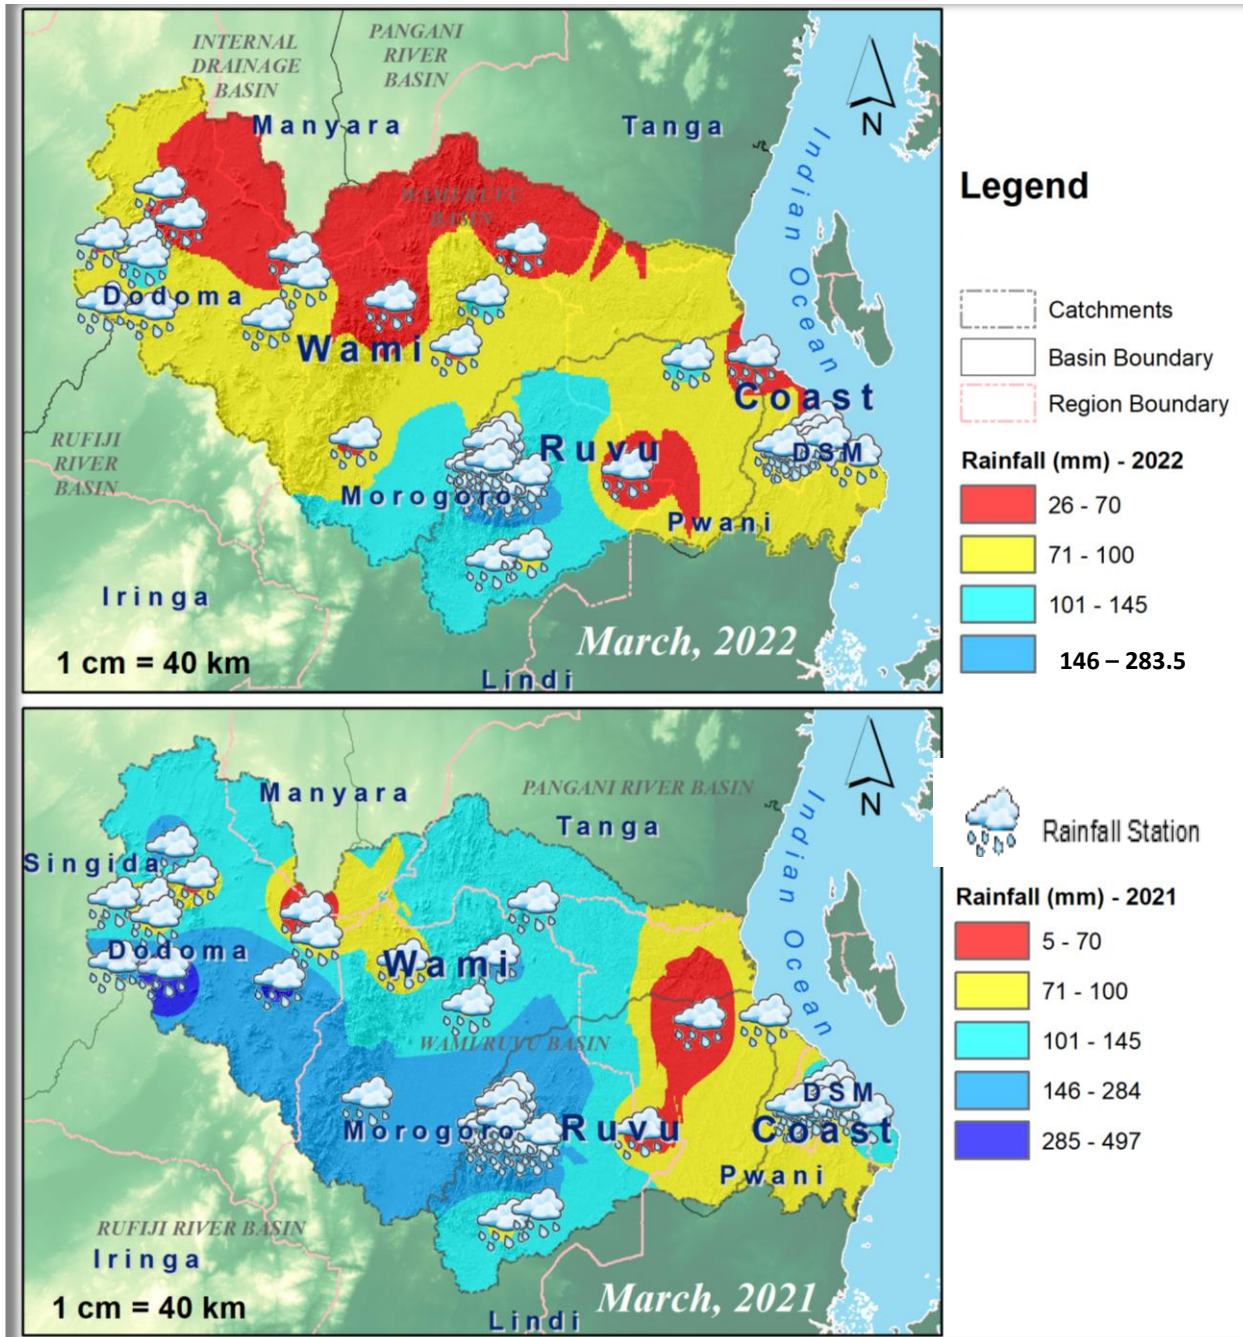 INTERNAL
DRAINAGE
BASIN
PANGANI
RIVER
BASIN
Manyara
Tanga
N
Indian Ocean
WAMI/RUVU
BASIN
Dodoma
Wami
Coast
RUFIJI
RIVER
BASIN
Ruvu
DSM
Morogoro
Pwani
Iringa
March, 2022
1 cm = 40 km
Lindi
Legend
Catchments
Basin Boundary
Region Boundary
Rainfall (mm) - 2022
26 - 70
71 - 100
101 - 145
146 – 283.5
Manyara
PANGANI RIVER BASIN
Tanga
N
Indian Ocean
Singida
Dodoma
Wami
WAMI/RUVU BASIN
DSM
Morogoro
Ruvu
Coast
Pwani
RUFIJI RIVER BASIN
Iringa
1 cm = 40 km
March, 2021
Lindi
Rainfall Station
Rainfall (mm) - 2021
5 - 70
71 - 100
101 - 145
146 - 284
285 - 497